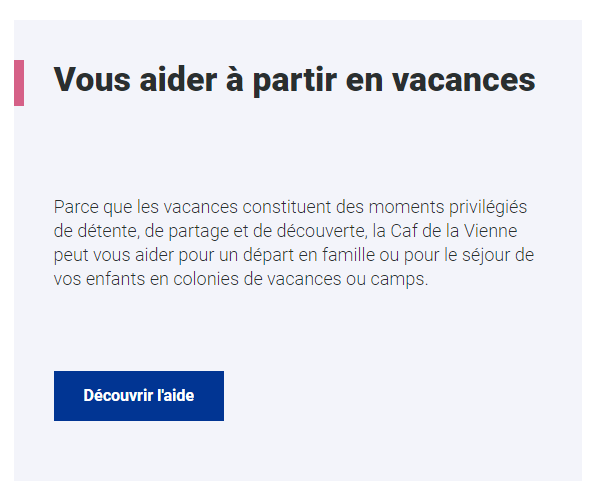 Vous aider à partir en vacances
Parce que les vacances constituent des moments privilégiés
de détente, de partage et de découverte, la Caf de la Vienne
peut vous aider pour un départ en famille ou pour le séjour de
vos enfants en colonies de vacances ou camps.
Découvrir l'aide